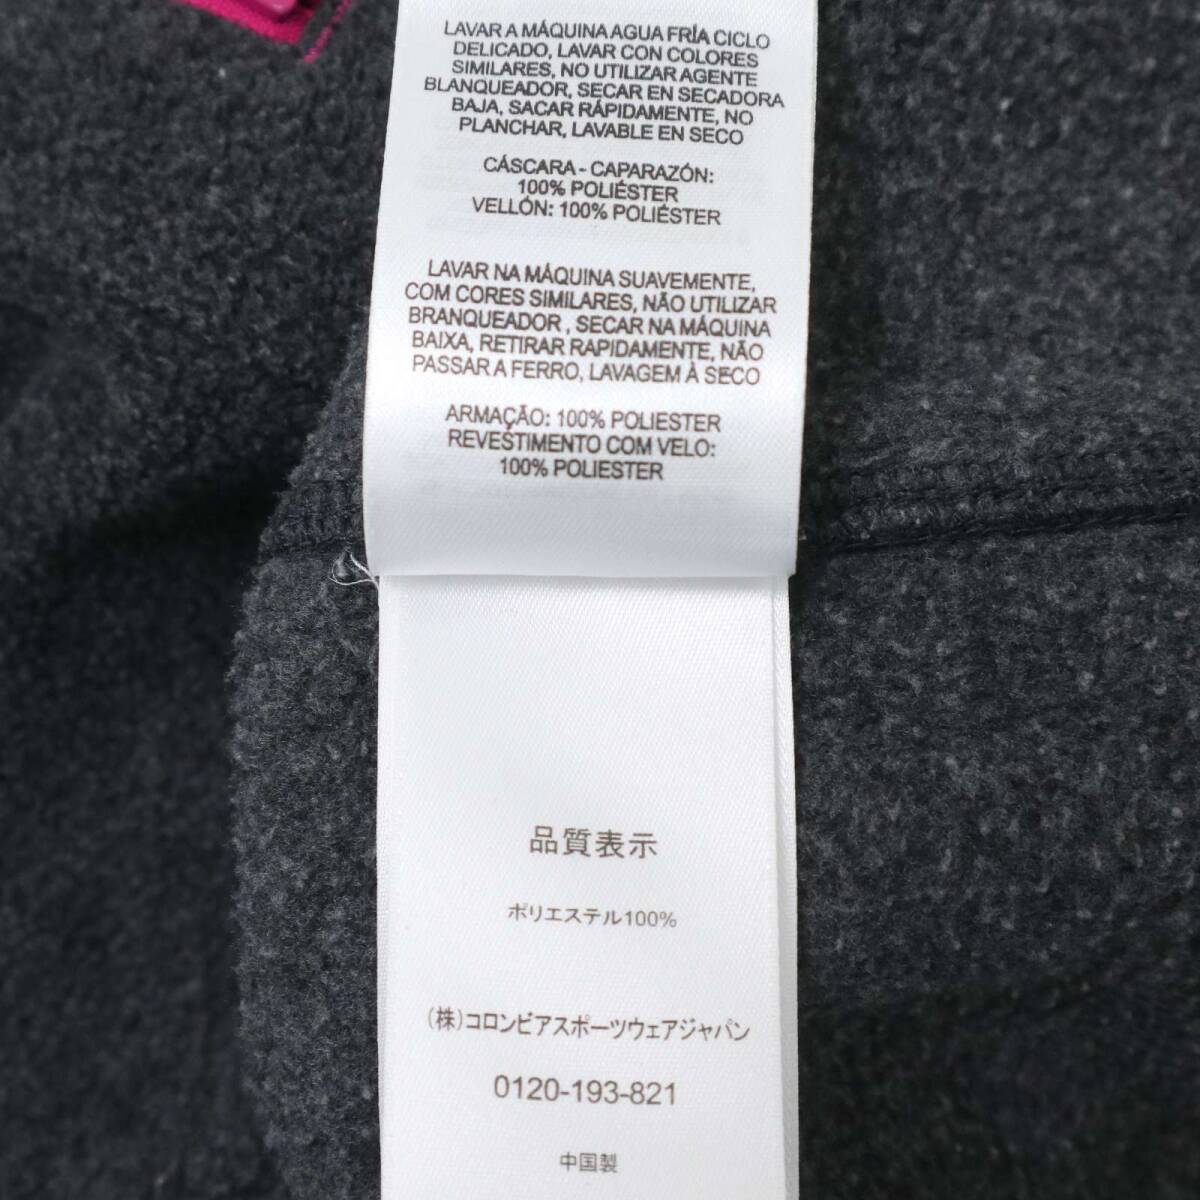 LAVAR A MÁQUINA AGUA FRÍA CICLO
DELICADO, LAVAR CON COLORES
SIMILARES, NO UTILIZAR AGENTE
BLANQUEADOR, SECAR EN SECADORA
BAJA, SACAR RÁPIDAMENTE, NO
PLANCHAR, LAVABLE EN SECO
CÁSCARA - CAPARAZÓN:
100% POLIÉSTER
VELLÓN: 100% POLIÉSTER
LAVAR NA MÁQUINA SUAVEMENTE,
COM CORES SIMILARES, NÃO UTILIZAR
BRANQUEADOR , SECAR NA MÁQUINA
BAIXA, RETIRAR RAPIDAMENTE, NÃO
PASSAR A FERRO, LAVAGEM À SECO
ARMAÇÃO: 100% POLIESTER
REVESTIMENTO COM VELO:
100% POLIESTER
品質表示
ポリエステル100%
(株)コロンビアスポーツウェアジャパン
0120-193-821
中国製